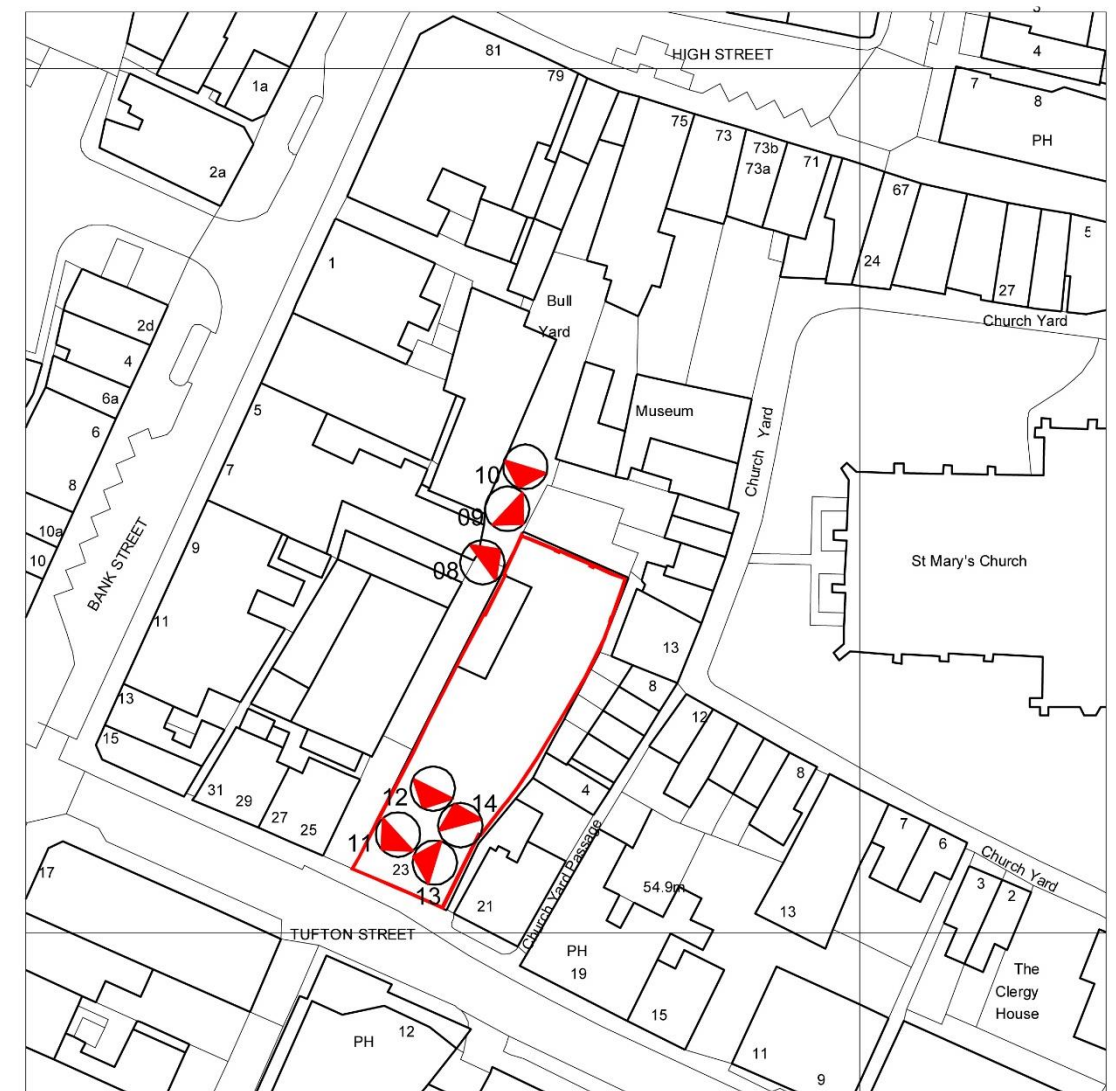 HIGH STREET
81
79
1a
2a
4
7
8
PH
75
73
73b
73a
71
67
24
27
5
Church Yard
1
Bull
Yard
2d
4
6a
6
8
10a
10
5
7
9
11
13
15
BANK STREET
Museum
Church Yard
St Mary's Church
10
09
08
13
8
12
4
8
7
6
Church Yard
3
2
12
14
11
13
23
31
29
27
25
21
Church Yard Passage
54.9m
13
17
TUFTON STREET
PH
19
15
The
Clergy
House
PH
12
11
9